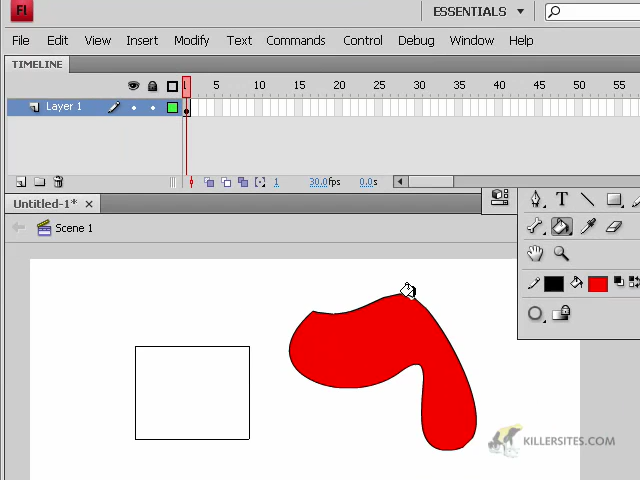 Fl
ESSENTIALS
File Edit View Insert Modify Text Commands Control Debug Window Help
TIMELINE
1 5 10 15 20 25 30 35 40 45 50 55
Layer 1
1 30.0fps 0.0s
Untitled-1* ×
Scene 1
T
KILLERSITES.COM